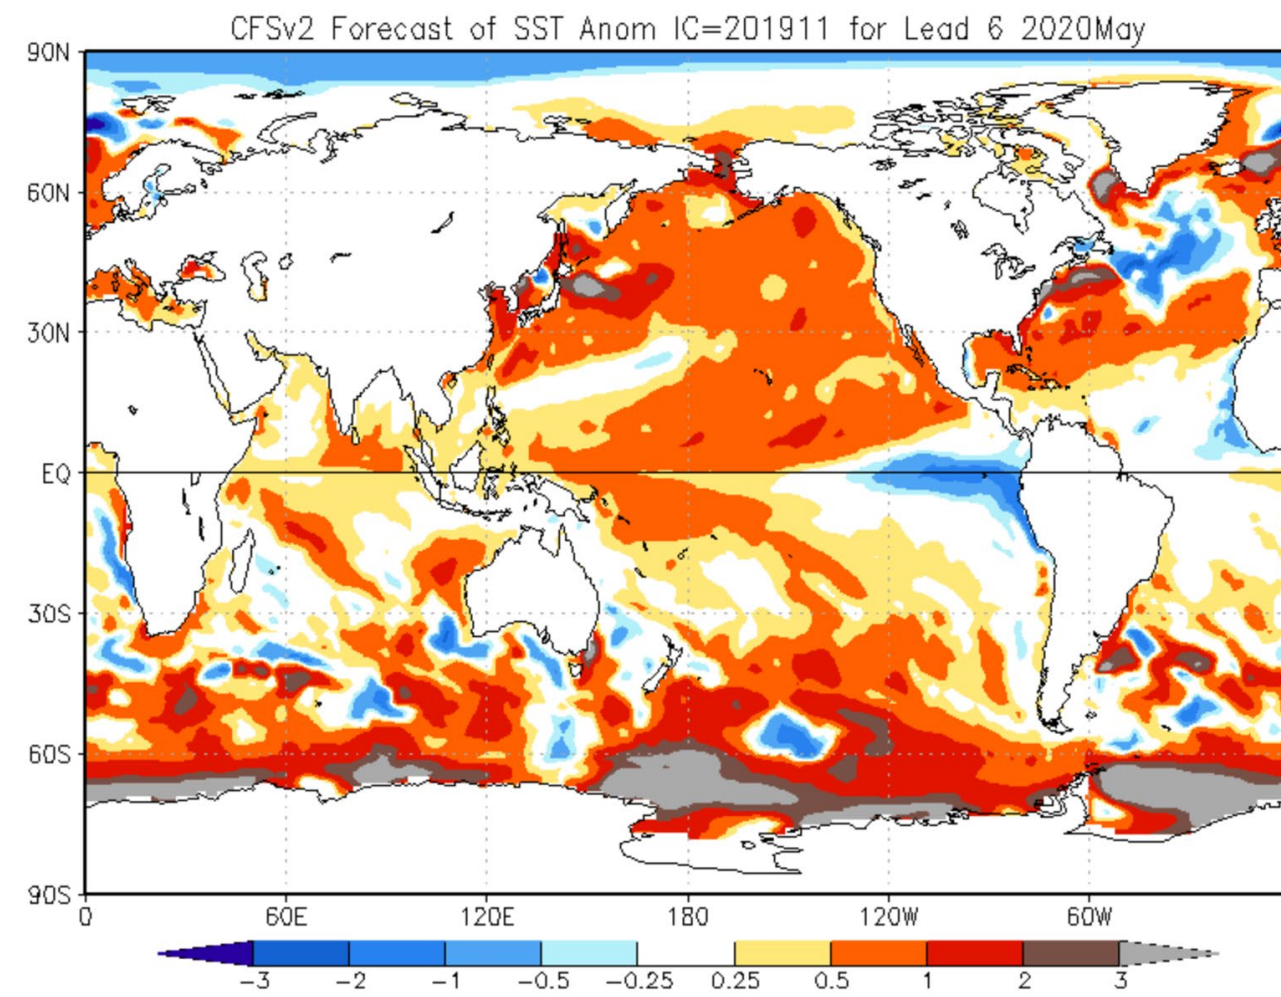 CFSv2 Forecast of SST Anom IC=201911 for Lead 6 2020May
90N
60N
30N
EQ
30S
60S
90S
0 60E 120E 180 120W 60W
-3 -2 -1 -0.5 -0.25 0.25 0.5 1 2 3